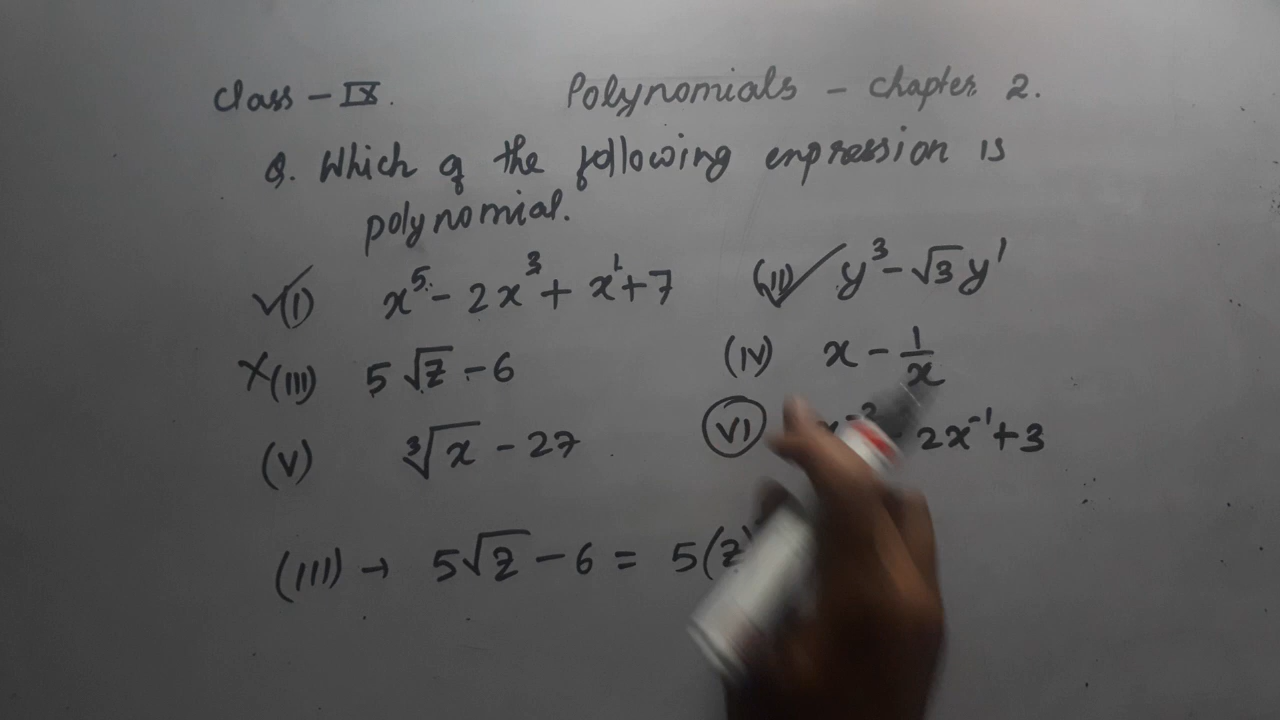 Class - IX. Polynomials - Chapter 2.
Q. Which of the following expression is
polynomial.
(I) x⁵ - 2x³ + x¹ + 7 (II) y³ - √3 y¹
X (III) 5√z - 6 (IV) x - 1/x
(V) ³√x - 27 (VI) 2x⁻¹ + 3
(III) → 5√z - 6 = 5(z)